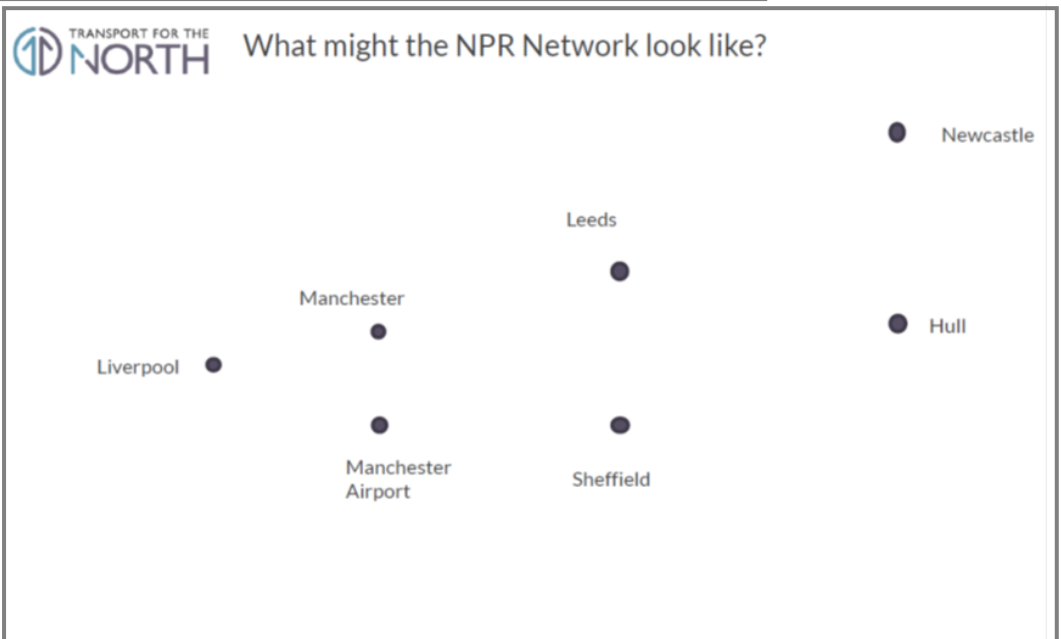 TRANSPORT FOR THE
NORTH
What might the NPR Network look like?
Newcastle
Leeds
Manchester
Hull
Liverpool
Manchester
Airport
Sheffield